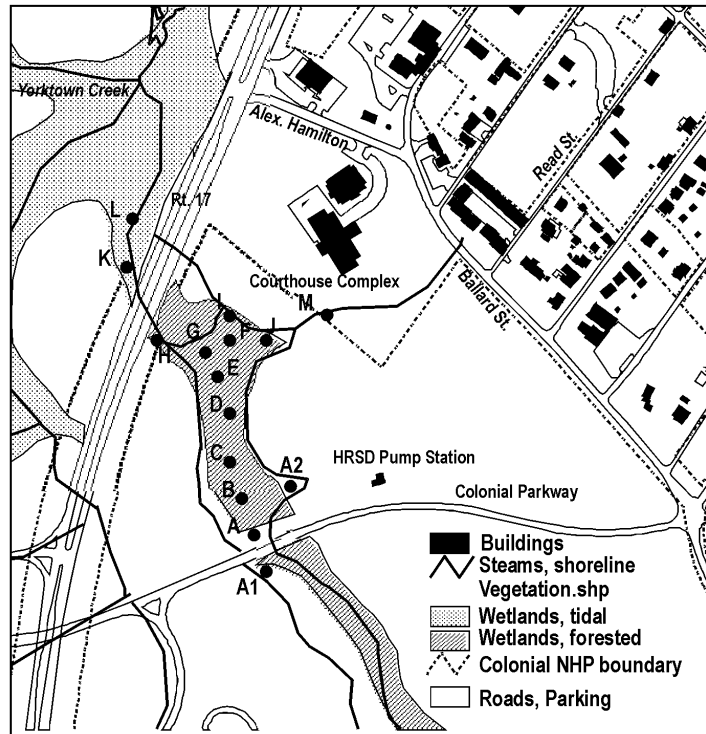 Yorktown Creek
Alex. Hamilton
Read St.
Rt. 17
L
K
Courthouse Complex
M
Ballard St.
I
G
F
J
H
E
D
C
A2
HRSD Pump Station
B
Colonial Parkway
A
A1
Buildings
Steams, shoreline
Vegetation.shp
Wetlands, tidal
Wetlands, forested
Colonial NHP boundary
Roads, Parking